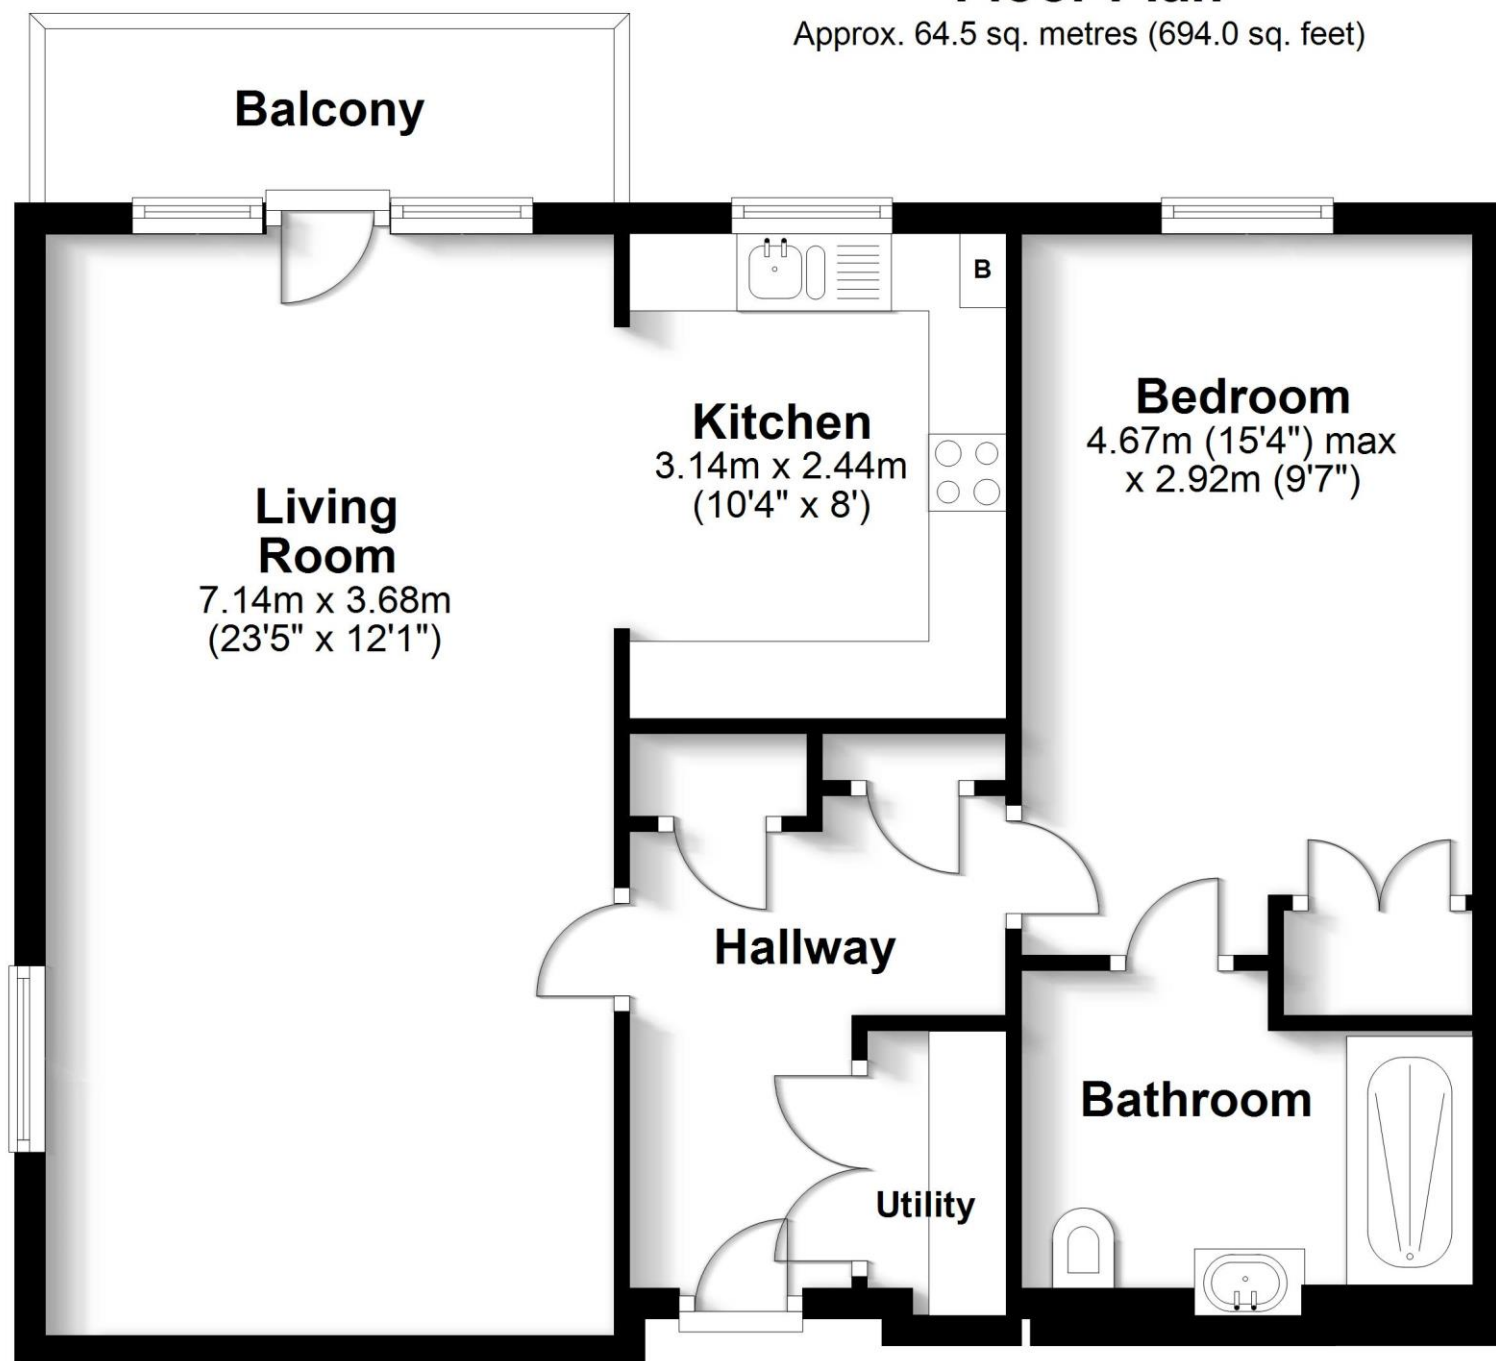 Floor Plan
Approx. 64.5 sq. metres (694.0 sq. feet)
Balcony
B
Kitchen
3.14m x 2.44m
(10'4" x 8')
Bedroom
4.67m (15'4") max
x 2.92m (9'7")
Living
Room
7.14m x 3.68m
(23'5" x 12'1")
Hallway
Bathroom
Utility